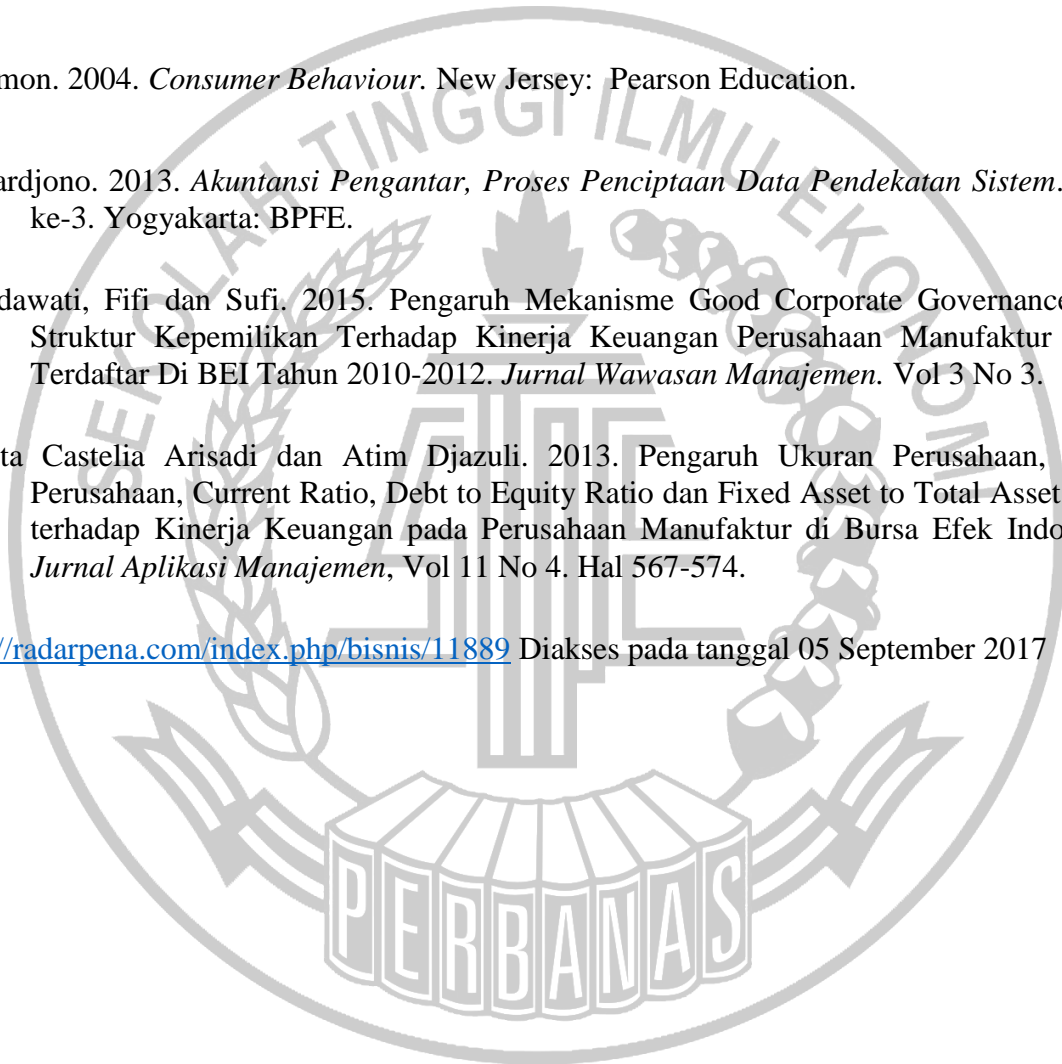 mon. 2004. Consumer Behaviour. New Jersey: Pearson Education.
ardjono. 2013. Akuntansi Pengantar, Proses Penciptaan Data Pendekatan Sistem.
ke-3. Yogyakarta: BPFE.
dawati, Fifi dan Sufi. 2015. Pengaruh Mekanisme Good Corporate Governance
Struktur Kepemilikan Terhadap Kinerja Keuangan Perusahaan Manufaktur
Terdaftar Di BEI Tahun 2010-2012. Jurnal Wawasan Manajemen. Vol 3 No 3.
ta Castelia Arisadi dan Atim Djazuli. 2013. Pengaruh Ukuran Perusahaan,
Perusahaan, Current Ratio, Debt to Equity Ratio dan Fixed Asset to Total Asset
terhadap Kinerja Keuangan pada Perusahaan Manufaktur di Bursa Efek Indo
Jurnal Aplikasi Manajemen, Vol 11 No 4. Hal 567-574.
//radarpena.com/index.php/bisnis/11889 Diakses pada tanggal 05 September 2017
SEKOLAH TINGGI ILMU EKONOMI
PERBANAS